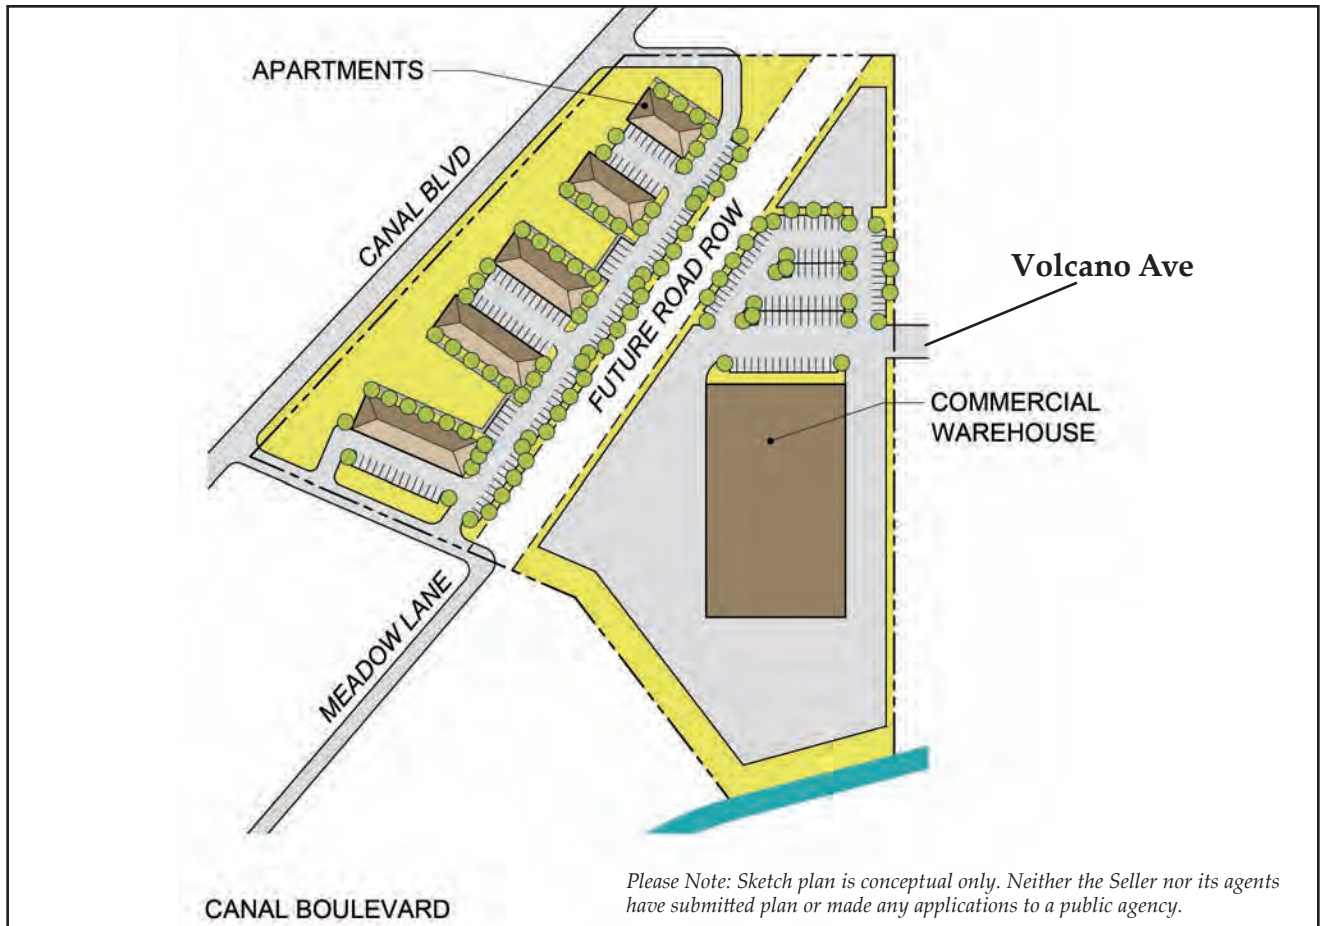 APARTMENTS
CANAL BLVD
FUTURE ROAD ROW
Volcano Ave
COMMERCIAL
WAREHOUSE
MEADOW LANE
Please Note: Sketch plan is conceptual only. Neither the Seller nor its agents
have submitted plan or made any applications to a public agency.
CANAL BOULEVARD